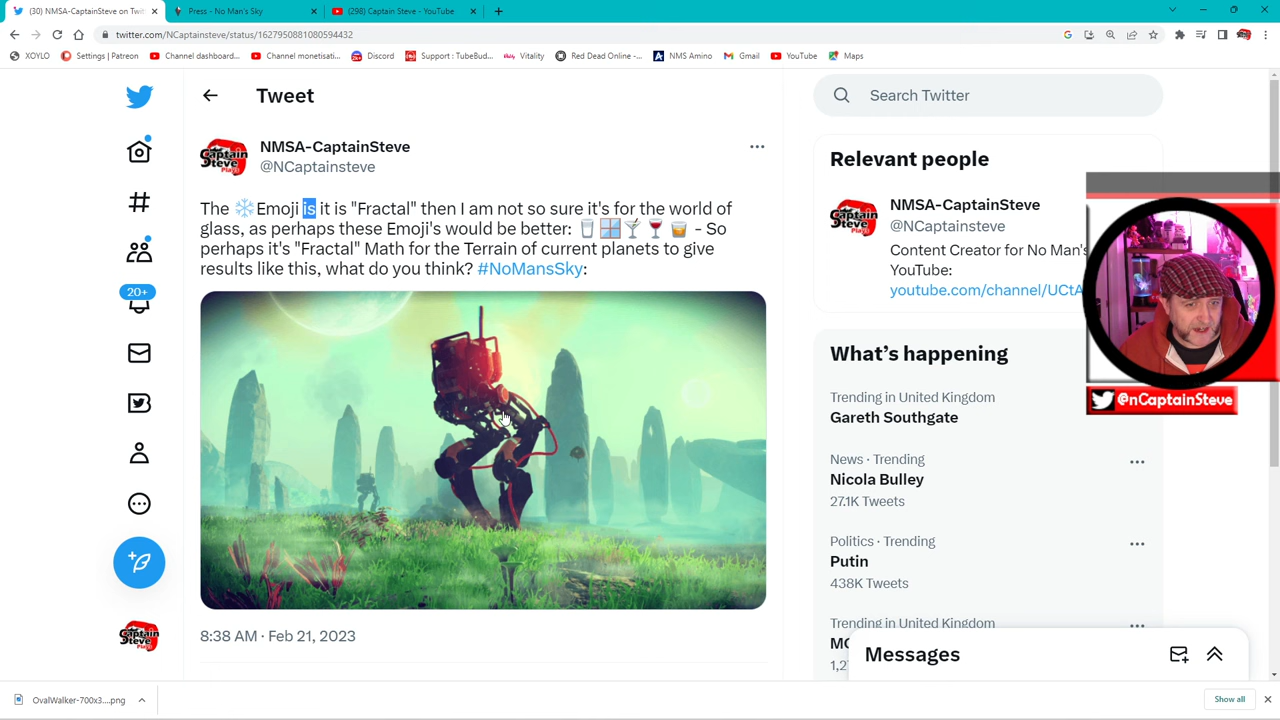 (30) NMSA-CaptainSteve on Twi
Press - No Man's Sky
(298) Captain Steve - YouTube
twitter.com/NCaptainsteve/status/1627950881080594432
XOYLO
Settings | Patreon
Channel dashboard...
Channel monetisati...
Discord
Support : TubeBud...
Vitality
Red Dead Online -...
NMS Amino
Gmail
YouTube
Maps
Tweet
Search Twitter
NMSA-CaptainSteve
@NCaptainsteve
The ❄️Emoji is it is "Fractal" then I am not so sure it's for the world of
glass, as perhaps these Emoji's would be better: 🥛🪟🍸🍷🥃 - So
perhaps it's "Fractal" Math for the Terrain of current planets to give
results like this, what do you think? #NoMansSky:
8:38 AM · Feb 21, 2023
20+
Relevant people
NMSA-CaptainSteve
@NCaptainsteve
Content Creator for No Man's
YouTube:
youtube.com/channel/UCtA
@nCaptainSteve
What's happening
Trending in United Kingdom
Gareth Southgate
News · Trending
Nicola Bulley
27.1K Tweets
Politics · Trending
Putin
438K Tweets
Trending in United Kingdom
Messages
OvalWalker-700x3....png
Show all
Captain
Steve